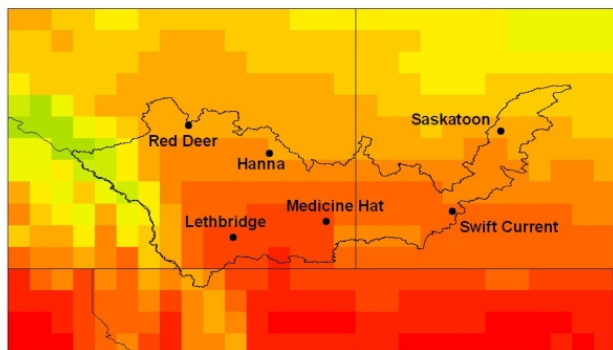 Saskatoon
Red Deer
Hanna
Medicine Hat
Lethbridge
Swift Current